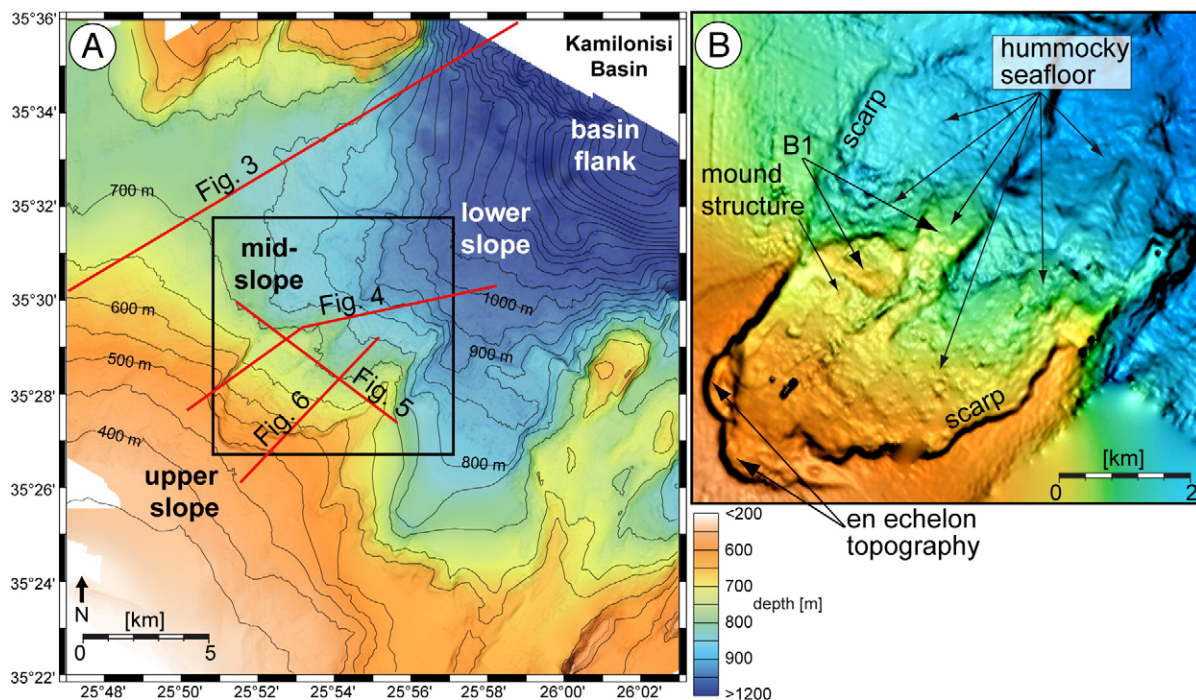 A
Kamilonisi
Basin
basin
flank
700 m
Fig. 3
lower
slope
mid-
slope
Fig. 4
1000 m
600 m
500 m
900 m
Fig. 5
Fig. 6
400 m
800 m
upper
slope
N
[km]
0 5
35°36'
35°34'
35°32'
35°30'
35°28'
35°26'
35°24'
35°22'
25°48' 25°50' 25°52' 25°54' 25°56' 25°58' 26°00' 26°02'
B
hummocky
seafloor
scarp
B1
mound
structure
scarp
[km]
0 2
en echelon
topography
<200
600
700
depth [m]
800
900
>1200